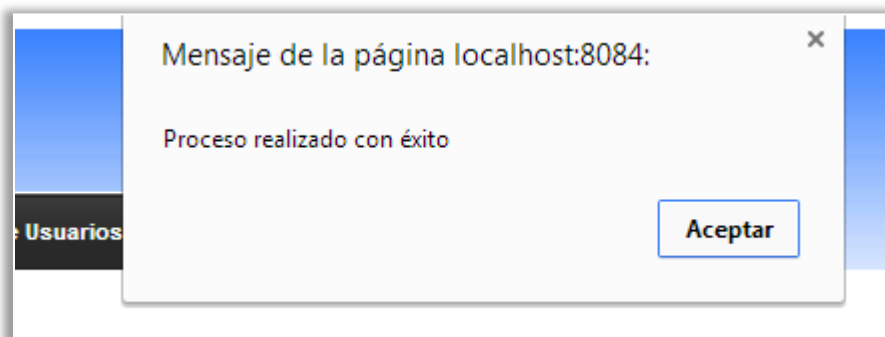 Mensaje de la página localhost:8084:
Proceso realizado con éxito
Aceptar
Usuarios